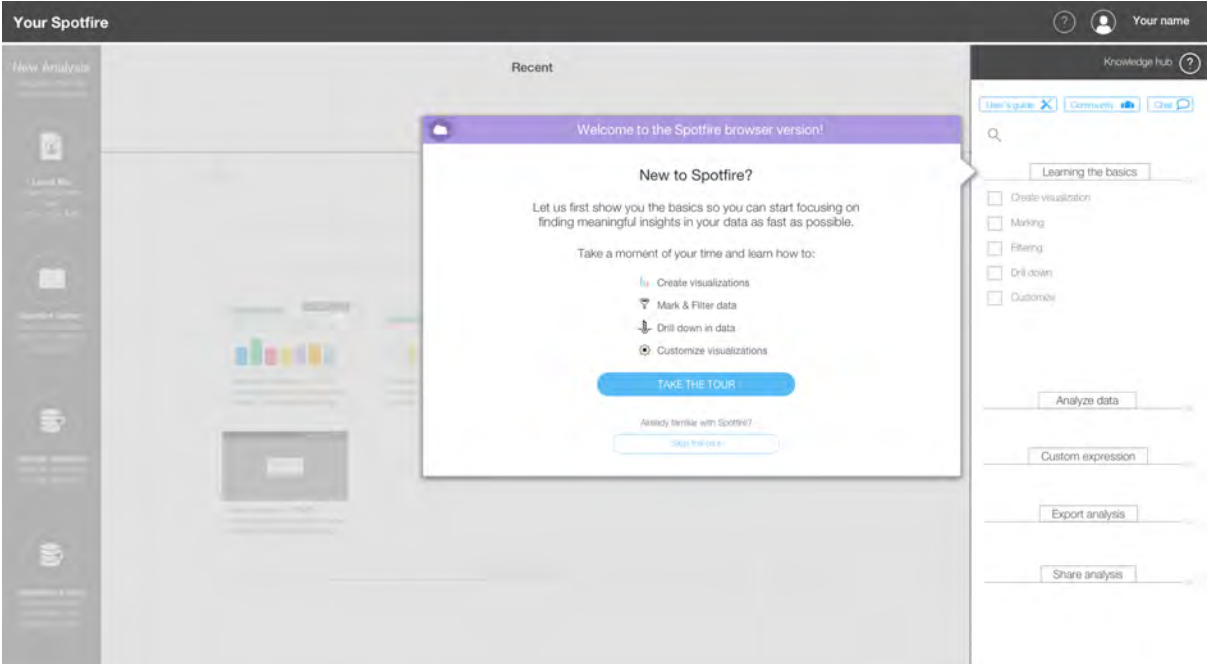 Your Spotfire
Your name
New Analysis
Recent
Knowledge hub
User's guide
Community
Chat
Welcome to the Spotfire browser version!
New to Spotfire?
Let us first show you the basics so you can start focusing on
finding meaningful insights in your data as fast as possible.
Take a moment of your time and learn how to:
Create visualizations
Mark & Filter data
Drill down in data
Customize visualizations
TAKE THE TOUR
Already familiar with Spotfire?
Skip the tour
Learning the basics
Create visualization
Marking
Filtering
Drill down
Customize
Analyze data
Custom expression
Export analysis
Share analysis